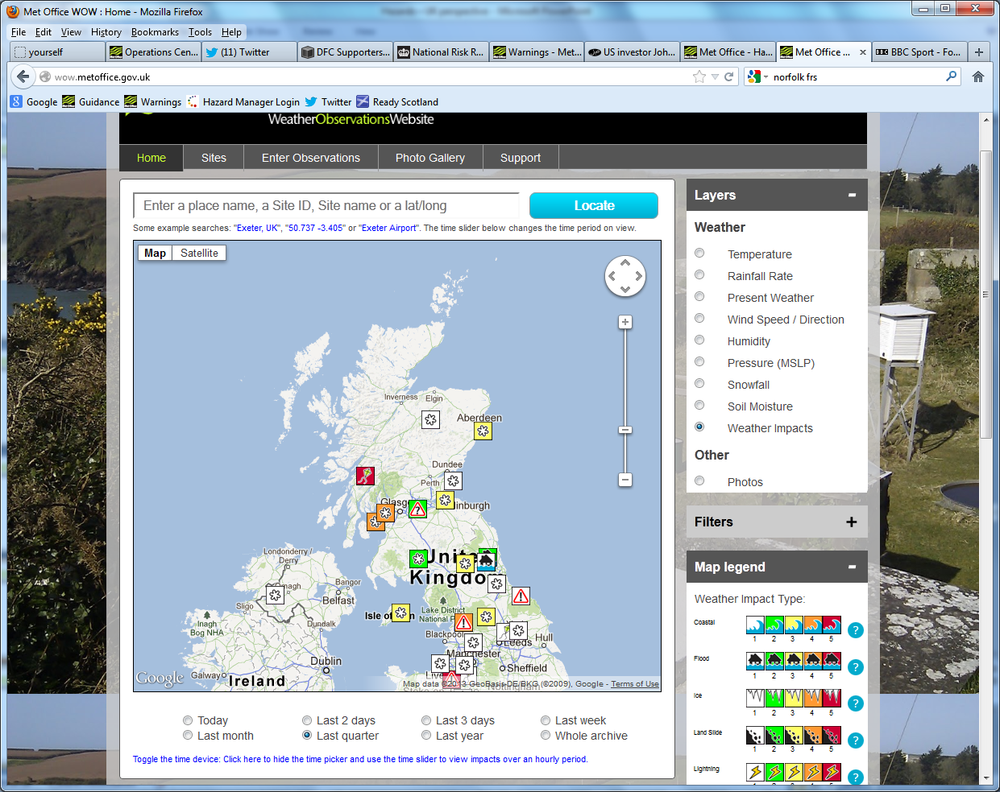 Met Office WOW : Home - Mozilla Firefox
File Edit View History Bookmarks Tools Help
yourself
Operations Cen...
(11) Twitter
DFC Supporters...
National Risk R...
Warnings - Met...
US investor Joh...
Met Office - Ha...
Met Office ...
BBC Sport - Fo...
wow.metoffice.gov.uk
norfolk frs
Google Guidance Warnings Hazard Manager Login Twitter Ready Scotland
WeatherObservationsWebsite
Home Sites Enter Observations Photo Gallery Support
Enter a place name, a Site ID, Site name or a lat/long
Locate
Some example searches: "Exeter, UK", "50.737 -3.405" or "Exeter Airport". The time slider below changes the time period on view.
Map Satellite
Inverness
Elgin
Aberdeen
Dundee
Perth
Glasg
inburgh
Londonderry /
Derry
United
Kingdo
magh
Bangor
Belfast
Sligo
Isle of
Lake District
National
Dundalk
Inagh
Bog NHA
Blackpoo
Leeds
Hull
Manchester
Dublin
Sheffield
Galway
Ireland
Nottingham
Google
Map data ©2013 GeoBasis-DE/BKG (©2009), Google - Terms of Use
Today
Last 2 days
Last 3 days
Last week
Last month
Last quarter
Last year
Whole archive
Toggle the time device: Click here to hide the time picker and use the time slider to view impacts over an hourly period.
Layers
Weather
Temperature
Rainfall Rate
Present Weather
Wind Speed / Direction
Humidity
Pressure (MSLP)
Snowfall
Soil Moisture
Weather Impacts
Other
Photos
Filters
Map legend
Weather Impact Type:
Coastal
1 2 3 4 5
Flood
1 2 3 4 5
Ice
1 2 3 4 5
Land Slide
1 2 3 4 5
Lightning